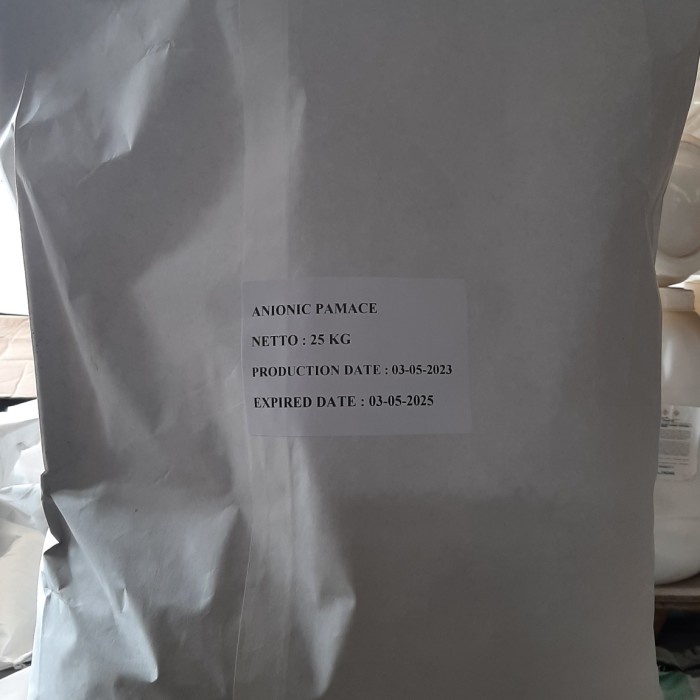 ANIONIC PAMACE
NETTO : 25 KG
PRODUCTION DATE : 03-05-2023
EXPIRED DATE : 03-05-2025